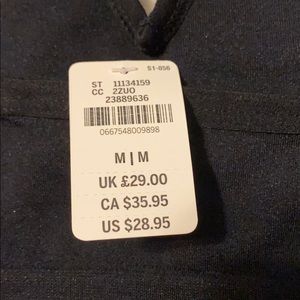 S1-856
ST 11134159
CC 2ZUO
23889636
0667548009898
M | M
UK £29.00
CA $35.95
US $28.95